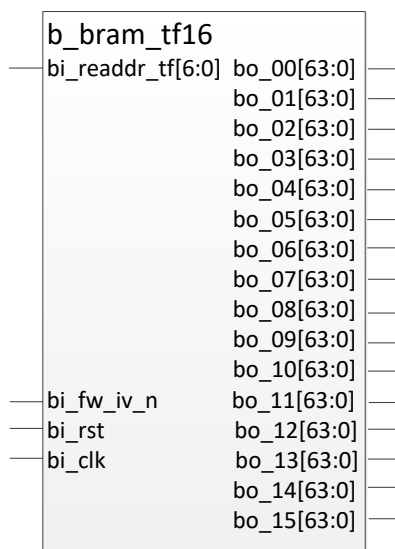 b_bram_tf16
bi_readdr_tf[6:0] bo_00[63:0]
bo_01[63:0]
bo_02[63:0]
bo_03[63:0]
bo_04[63:0]
bo_05[63:0]
bo_06[63:0]
bo_07[63:0]
bo_08[63:0]
bo_09[63:0]
bo_10[63:0]
bi_fw_iv_n bo_11[63:0]
bi_rst bo_12[63:0]
bi_clk bo_13[63:0]
bo_14[63:0]
bo_15[63:0]